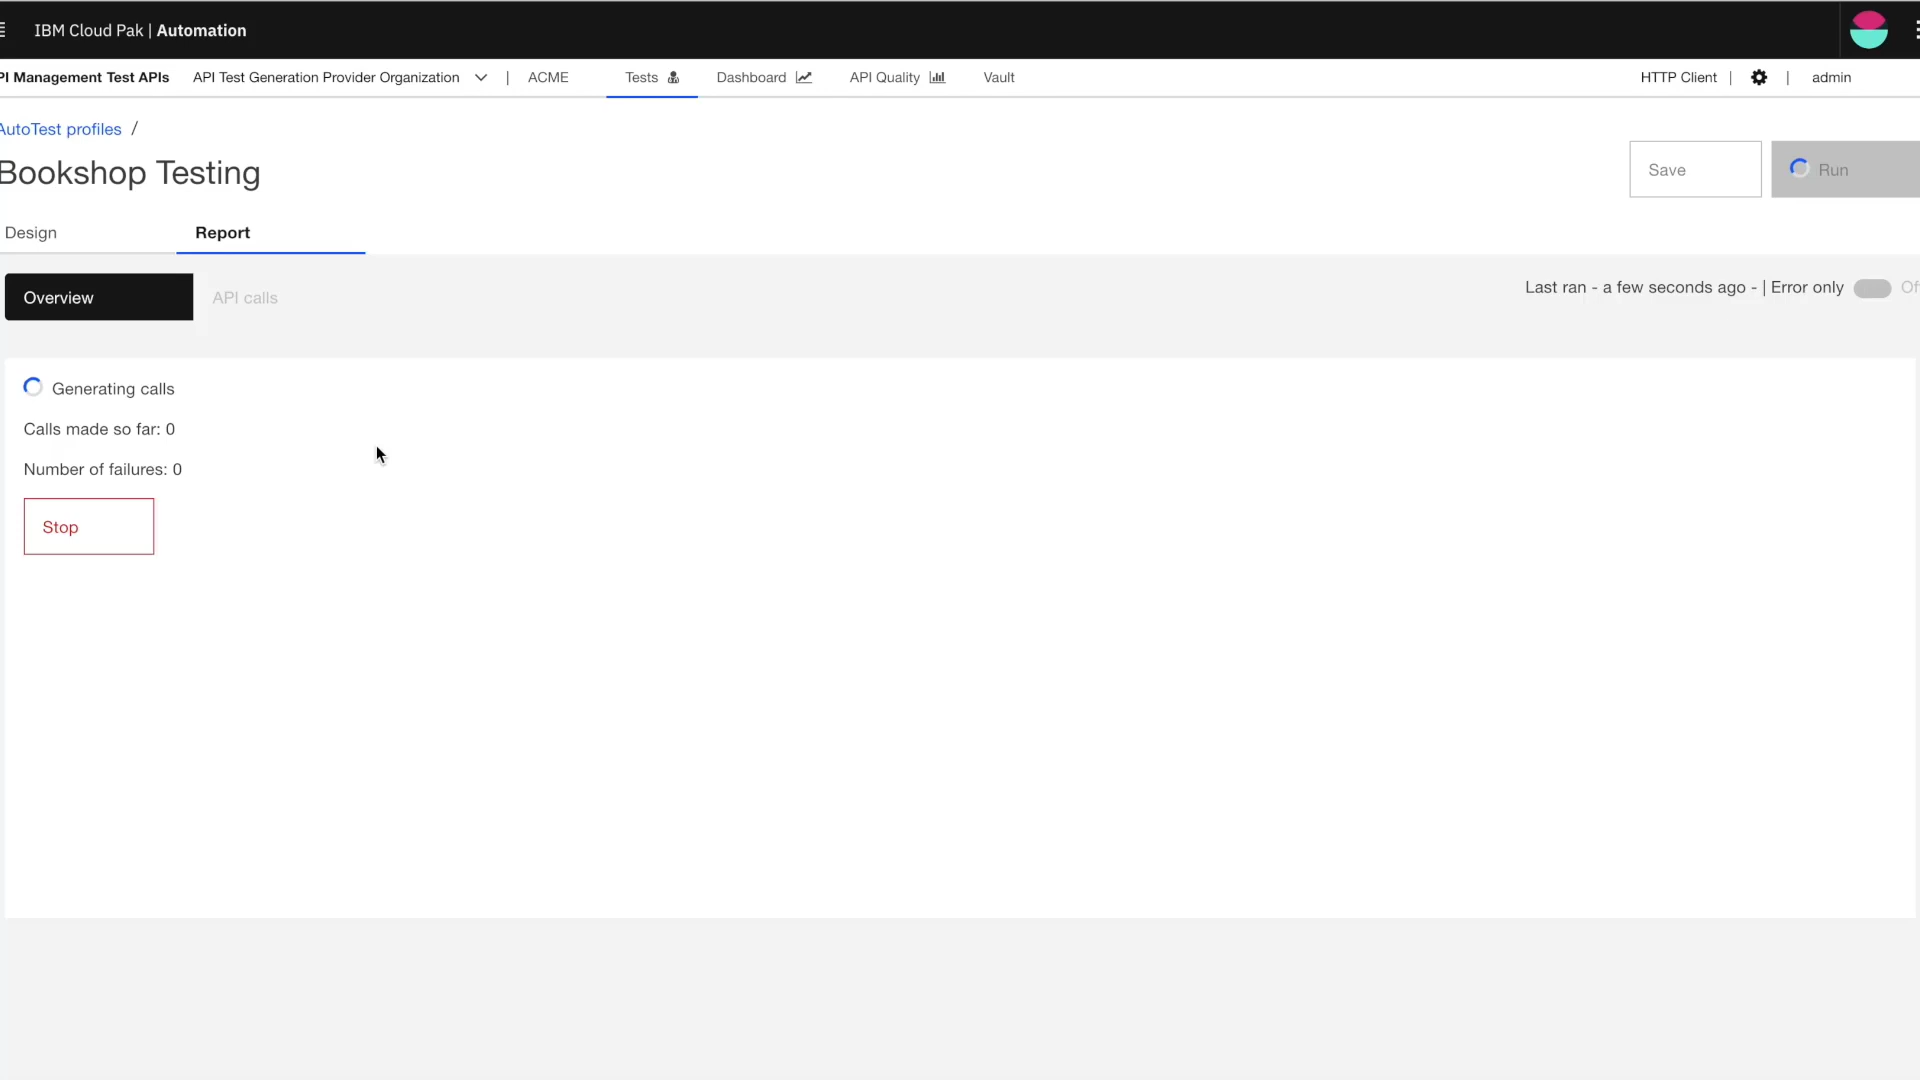 IBM Cloud Pak | Automation
PI Management Test APIs API Test Generation Provider Organization | ACME Tests Dashboard API Quality Vault HTTP Client | | admin
AutoTest profiles /
Bookshop Testing
Save Run
Design Report
Overview API calls Last ran - a few seconds ago - | Error only Of
Generating calls
Calls made so far: 0
Number of failures: 0
Stop